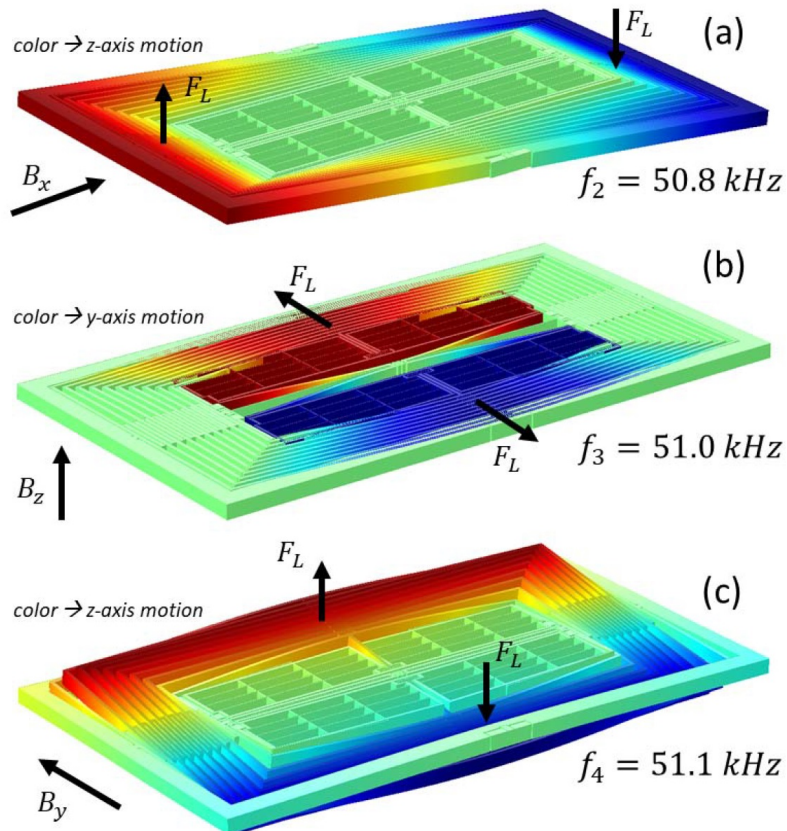 (a)
color → z-axis motion
F_L
F_L
B_x
f_2 = 50.8 kHz
(b)
color → y-axis motion
F_L
F_L
B_z
f_3 = 51.0 kHz
(c)
color → z-axis motion
F_L
F_L
B_y
f_4 = 51.1 kHz